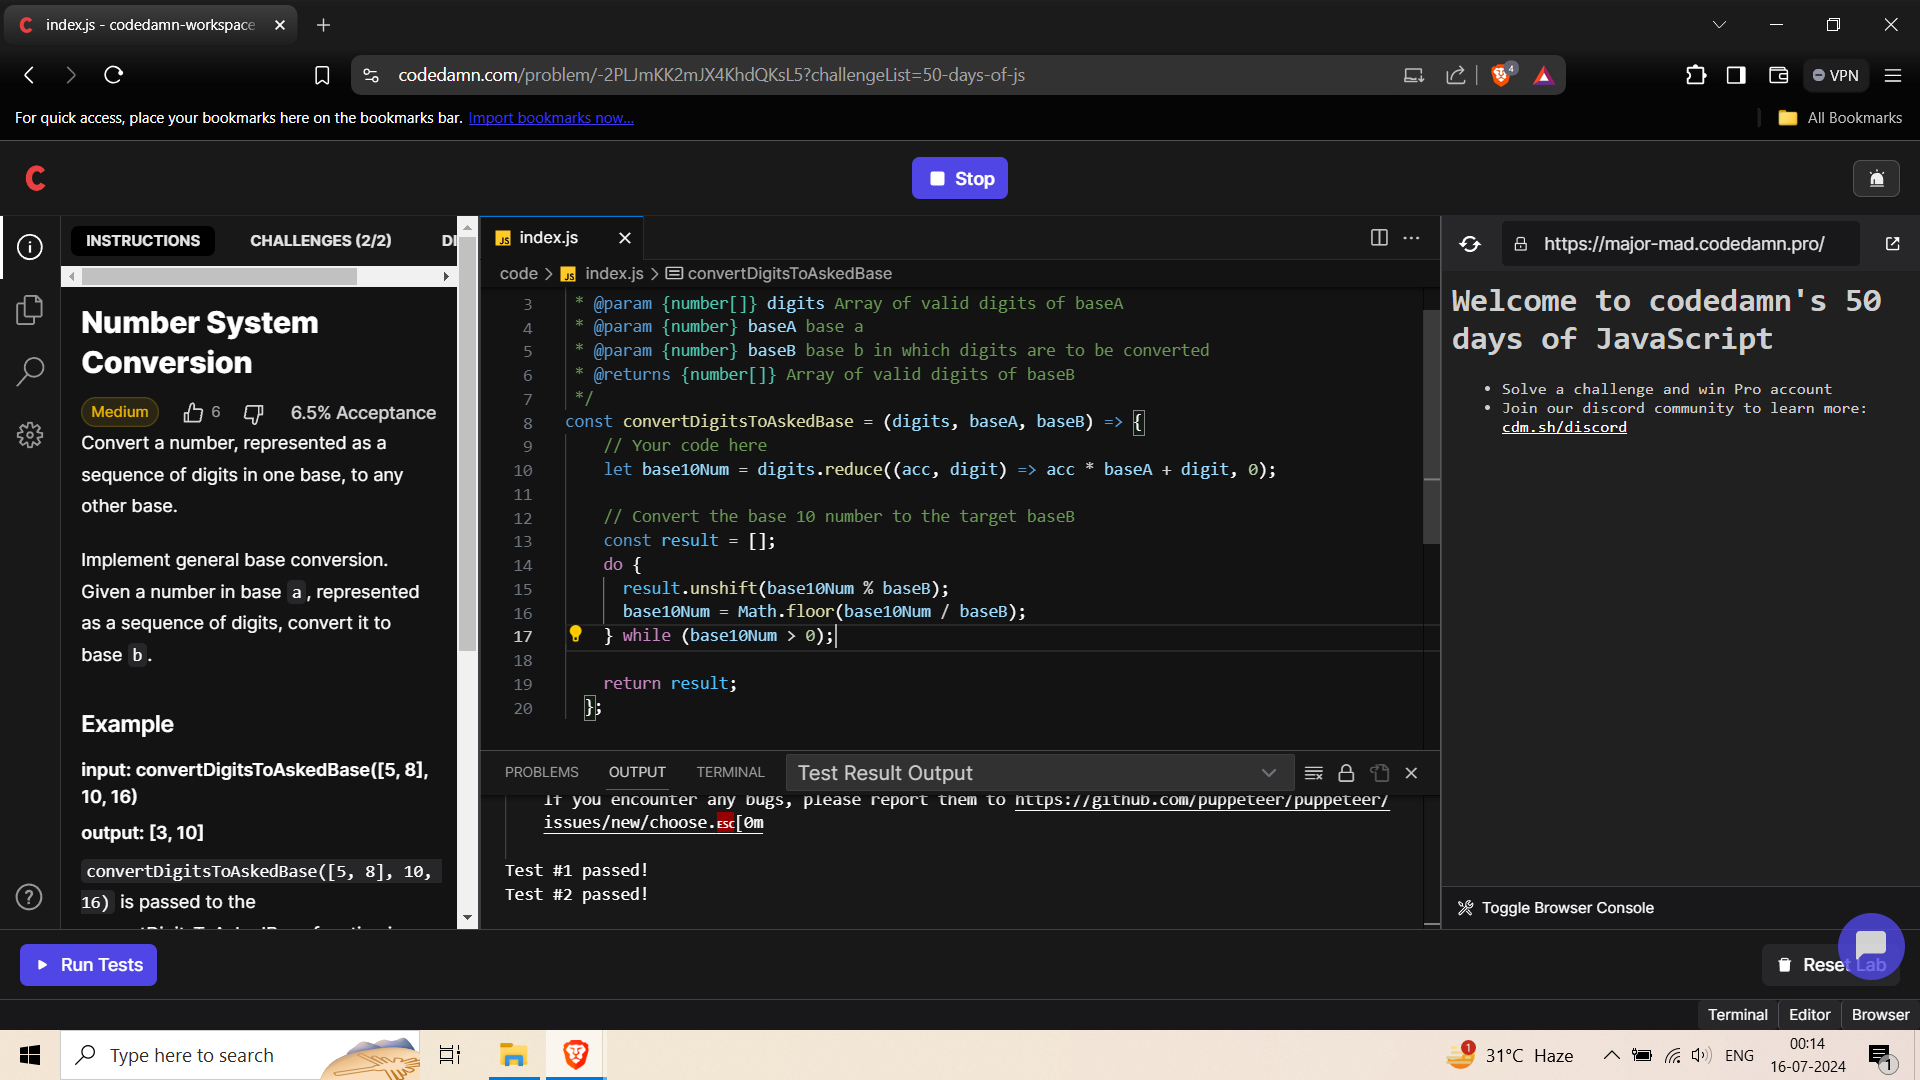 index.js - codedamn-workspace
codedamn.com/problem/-2PLJmKK2mJX4KhdQKsL5?challengeList=50-days-of-js
4
VPN
For quick access, place your bookmarks here on the bookmarks bar. Import bookmarks now...
All Bookmarks
Stop
INSTRUCTIONS
CHALLENGES (2/2)
DI
Number System
Conversion
Medium
6
6.5% Acceptance
Convert a number, represented as a
sequence of digits in one base, to any
other base.
Implement general base conversion.
Given a number in base a, represented
as a sequence of digits, convert it to
base b.
Example
input: convertDigitsToAskedBase([5, 8],
10, 16)
output: [3, 10]
convertDigitsToAskedBase([5, 8], 10,
16) is passed to the
JS index.js
code > JS index.js > convertDigitsToAskedBase
3 * @param {number[]} digits Array of valid digits of baseA
4 * @param {number} baseA base a
5 * @param {number} baseB base b in which digits are to be converted
6 * @returns {number[]} Array of valid digits of baseB
7 */
8 const convertDigitsToAskedBase = (digits, baseA, baseB) => {
9 // Your code here
10 let base10Num = digits.reduce((acc, digit) => acc * baseA + digit, 0);
11
12 // Convert the base 10 number to the target baseB
13 const result = [];
14 do {
15 result.unshift(base10Num % baseB);
16 base10Num = Math.floor(base10Num / baseB);
17 } while (base10Num > 0);
18
19 return result;
20 };
PROBLEMS
OUTPUT
TERMINAL
Test Result Output
If you encounter any bugs, please report them to https://github.com/puppeteer/puppeteer/
issues/new/choose.ESC[0m
Test #1 passed!
Test #2 passed!
https://major-mad.codedamn.pro/
Welcome to codedamn's 50
days of JavaScript
• Solve a challenge and win Pro account
• Join our discord community to learn more:
cdm.sh/discord
Toggle Browser Console
Run Tests
Reset Lab
Terminal
Editor
Browser
Type here to search
1
31°C Haze
ENG
00:14
16-07-2024
1